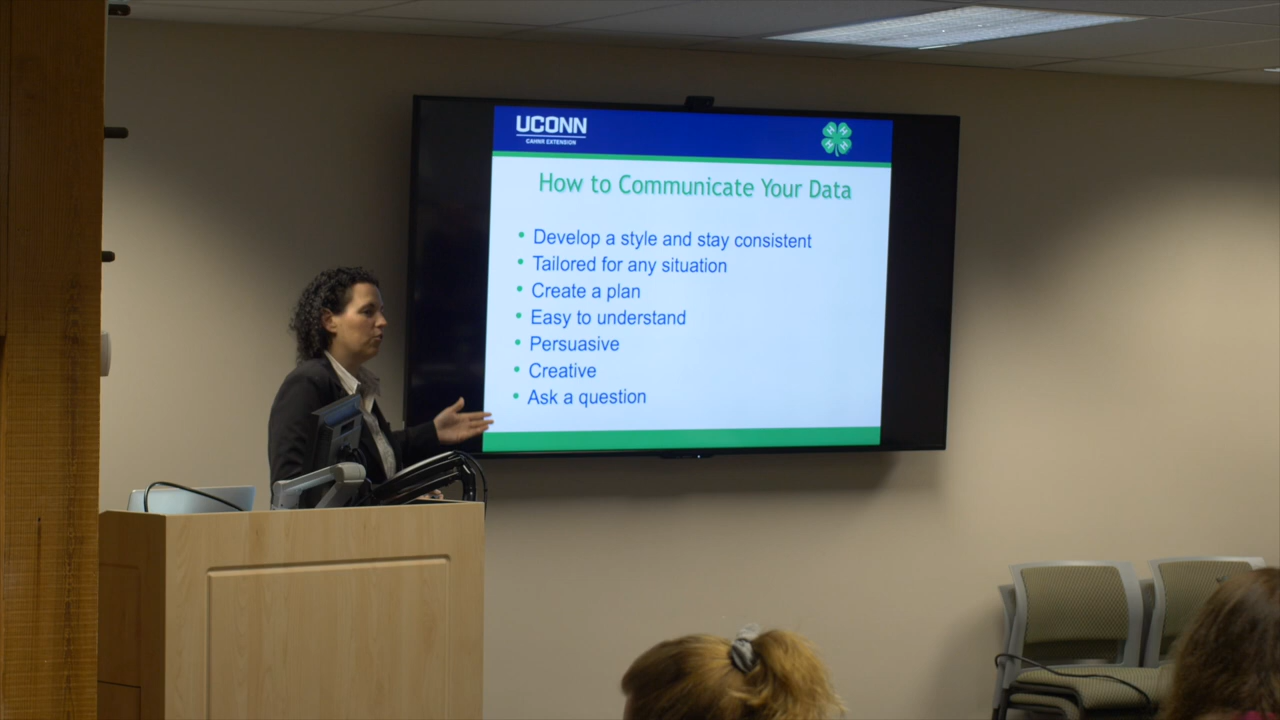 UCONN
CAHNR EXTENSION
H H
H H
How to Communicate Your Data
• Develop a style and stay consistent
• Tailored for any situation
• Create a plan
• Easy to understand
• Persuasive
• Creative
• Ask a question